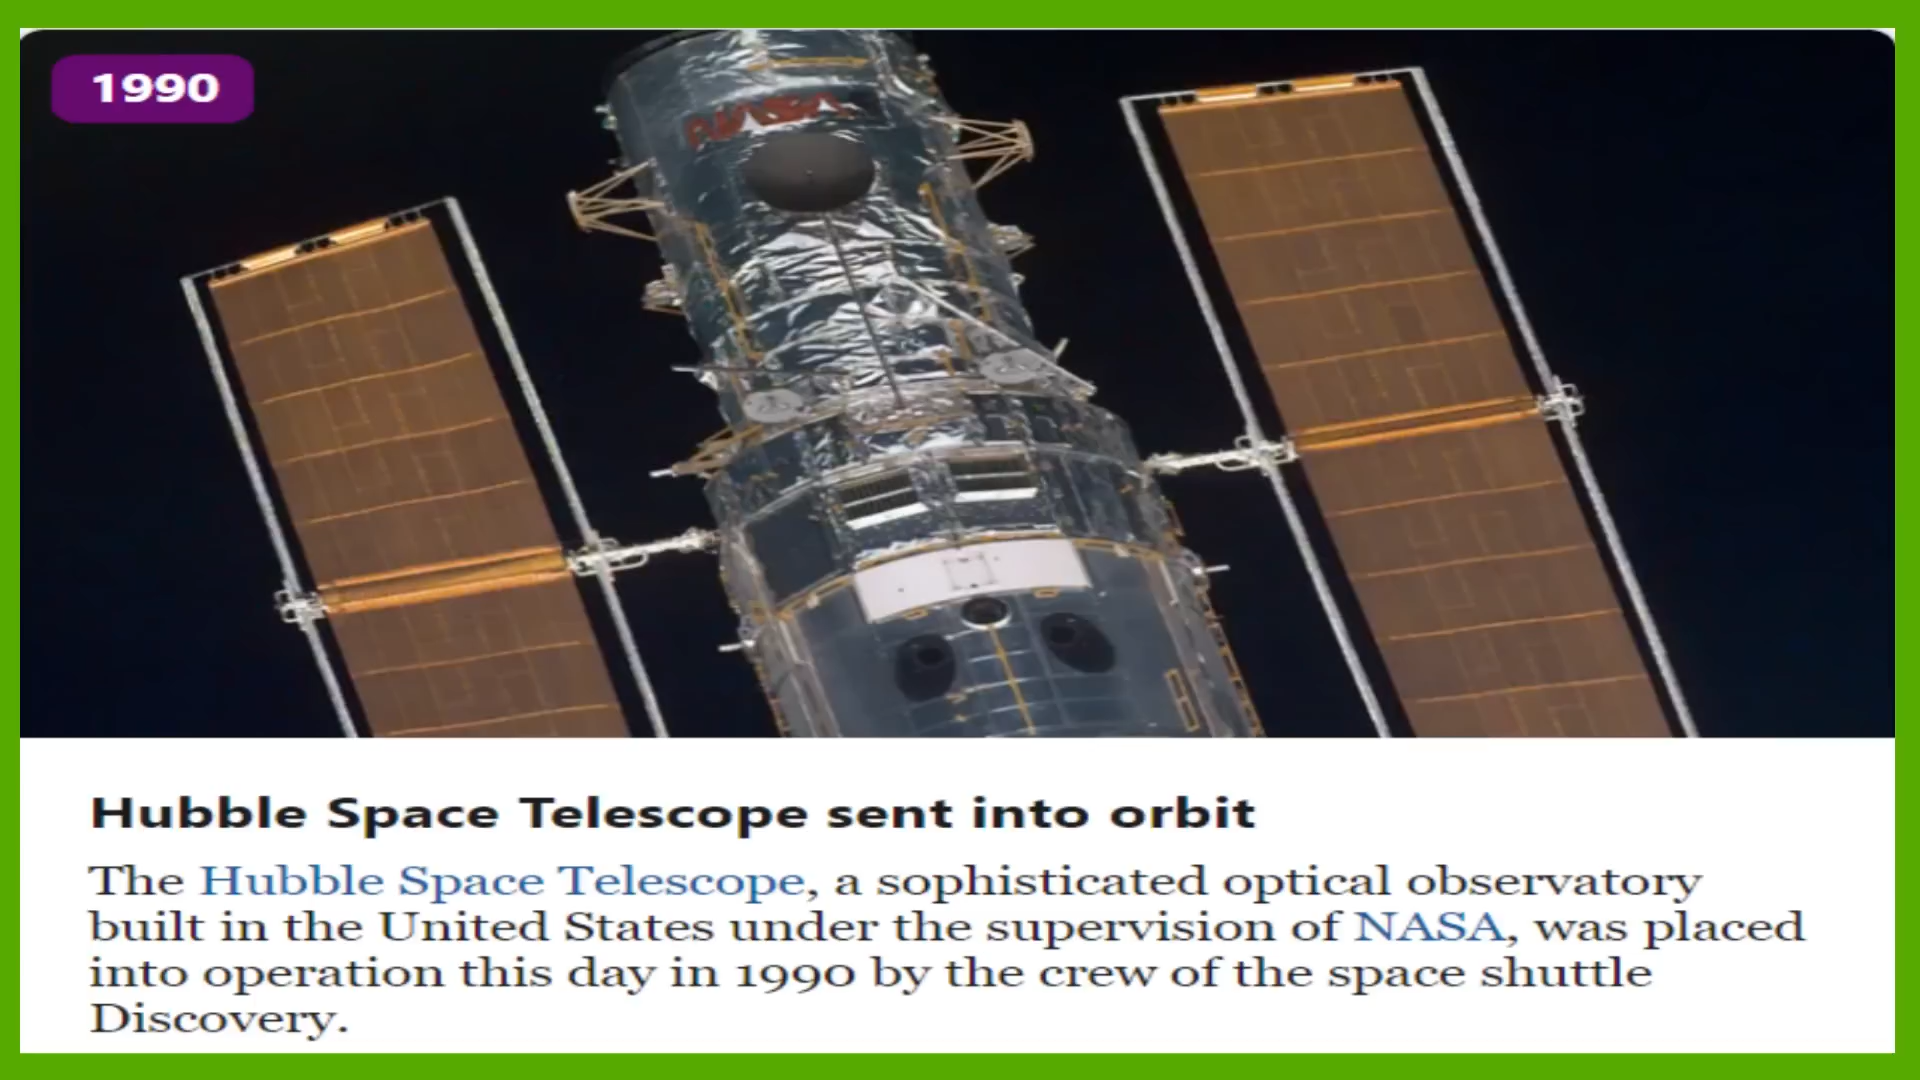 1990
NASA
Hubble Space Telescope sent into orbit
The Hubble Space Telescope, a sophisticated optical observatory
built in the United States under the supervision of NASA, was placed
into operation this day in 1990 by the crew of the space shuttle
Discovery.